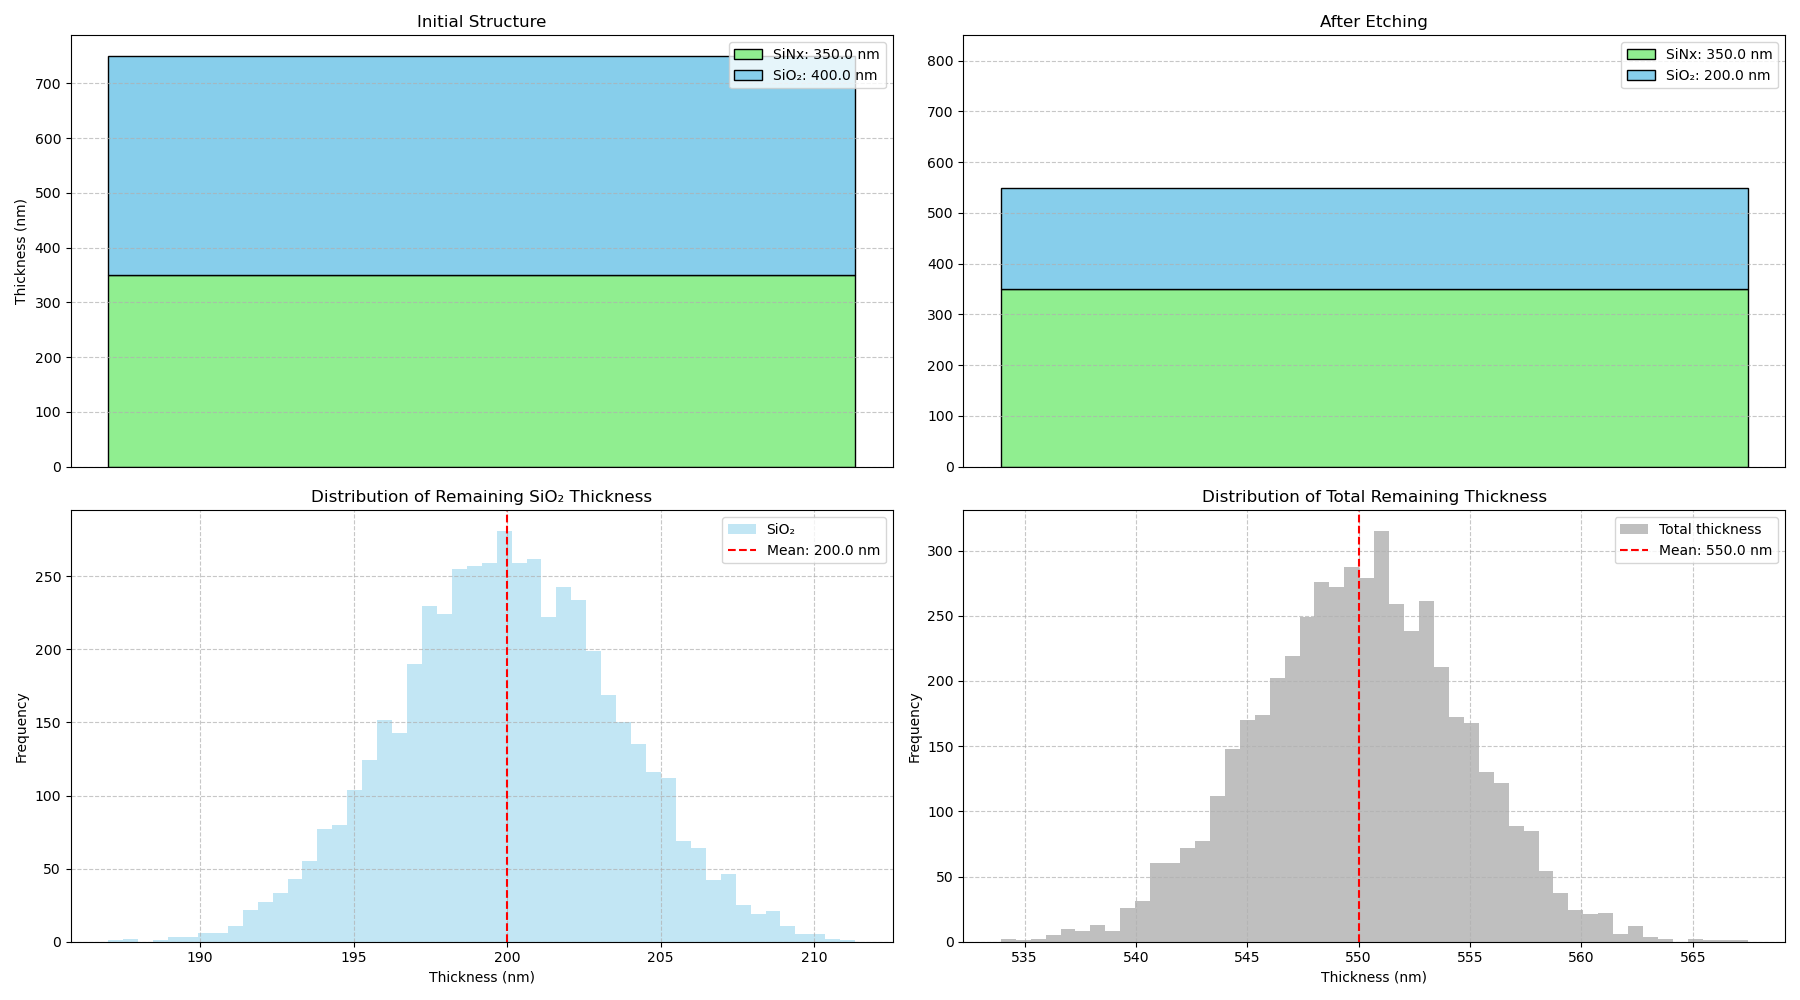 Initial Structure
SiNx: 350.0 nm
SiO₂: 400.0 nm
Thickness (nm)
700
600
500
400
300
200
100
0
After Etching
SiNx: 350.0 nm
SiO₂: 200.0 nm
800
700
600
500
400
300
200
100
0
Distribution of Remaining SiO₂ Thickness
SiO₂
Mean: 200.0 nm
Frequency
250
200
150
100
50
0
190 195 200 205 210
Thickness (nm)
Distribution of Total Remaining Thickness
Total thickness
Mean: 550.0 nm
Frequency
300
250
200
150
100
50
0
535 540 545 550 555 560 565
Thickness (nm)